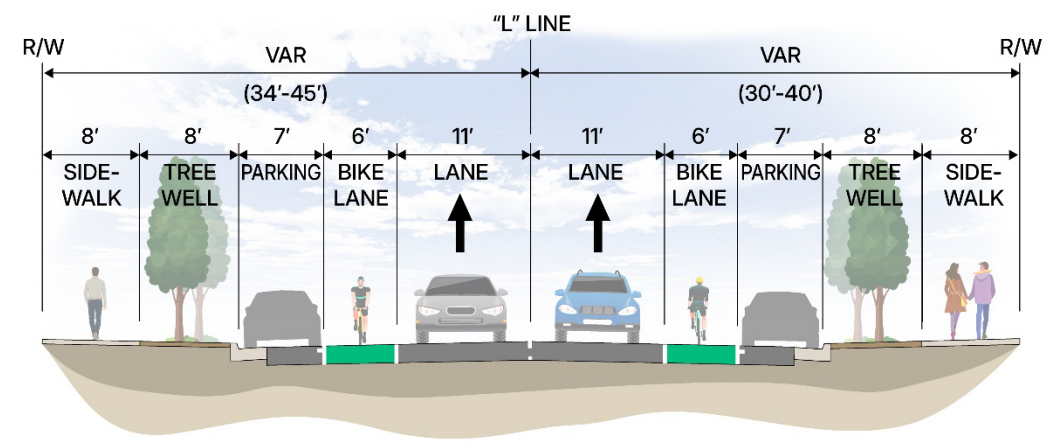 “L” LINE
R/W
R/W
VAR
VAR
(34′-45′)
(30′-40′)
8′
8′
7′
6′
11′
11′
6′
7′
8′
8′
SIDE-
WALK
TREE
WELL
PARKING
BIKE
LANE
LANE
LANE
BIKE
LANE
PARKING
TREE
WELL
SIDE-
WALK